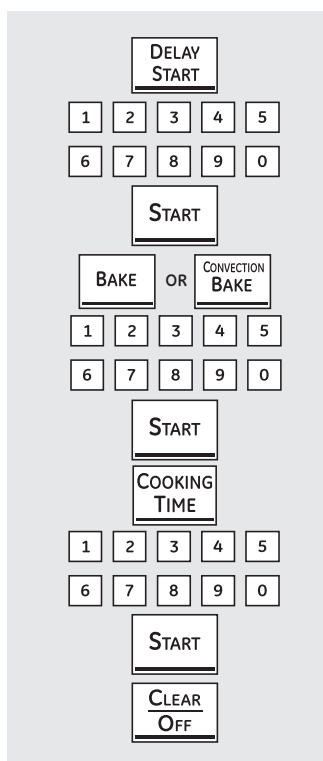 DELAY
START
1 2 3 4 5
6 7 8 9 0
START
BAKE OR CONVECTION BAKE
1 2 3 4 5
6 7 8 9 0
START
COOKING
TIME
1 2 3 4 5
6 7 8 9 0
START
CLEAR
OFF